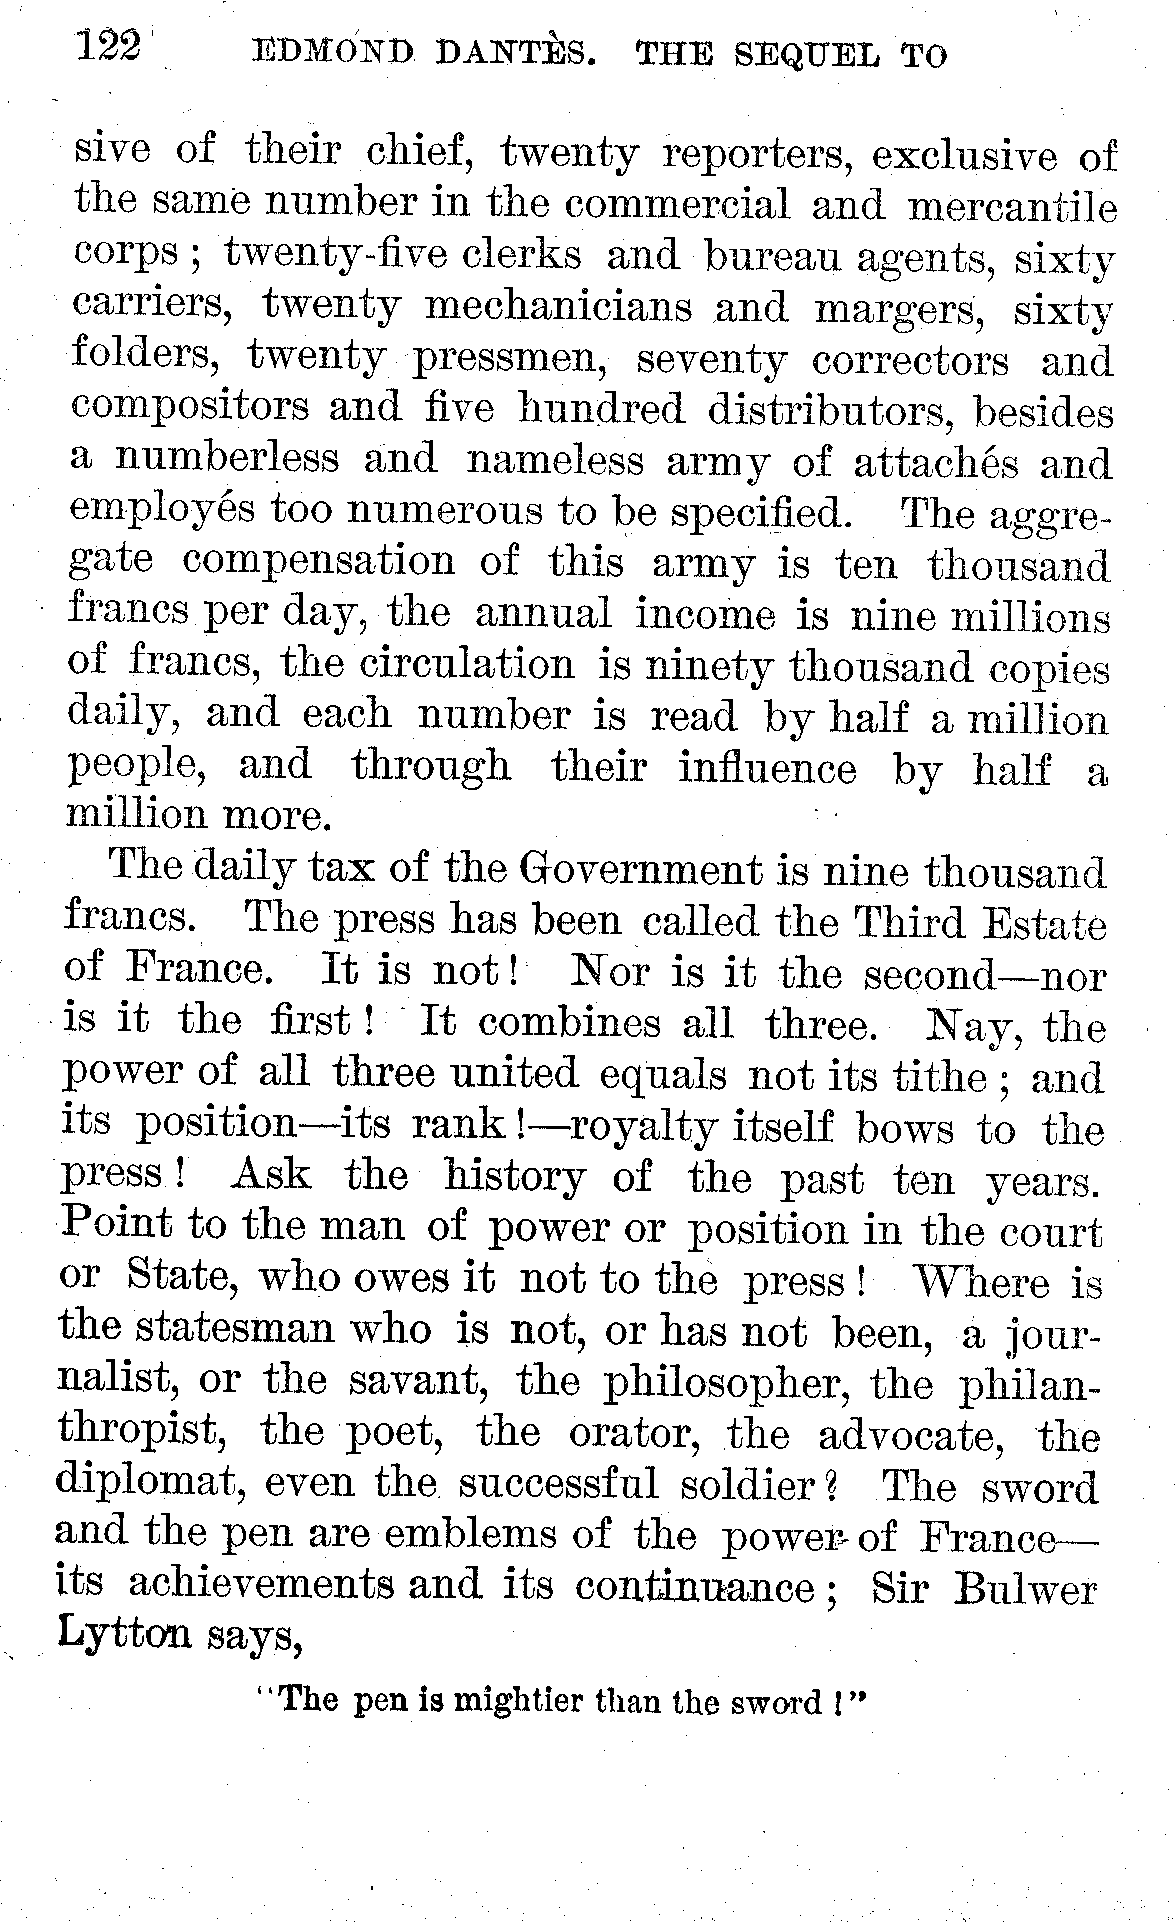 122 EDMOND DANTÈS. THE SEQUEL TO
sive of their chief, twenty reporters, exclusive of
the same number in the commercial and mercantile
corps ; twenty-five clerks and bureau agents, sixty
carriers, twenty mechanicians and margers, sixty
folders, twenty pressmen, seventy correctors and
compositors and five hundred distributors, besides
a numberless and nameless army of attachés and
employés too numerous to be specified. The aggre-
gate compensation of this army is ten thousand
francs per day, the annual income is nine millions
of francs, the circulation is ninety thousand copies
daily, and each number is read by half a million
people, and through their influence by half a
million more.
The daily tax of the Government is nine thousand
francs. The press has been called the Third Estate
of France. It is not! Nor is it the second—nor
is it the first ! It combines all three. Nay, the
power of all three united equals not its tithe ; and
its position—its rank !—royalty itself bows to the
press ! Ask the history of the past ten years.
Point to the man of power or position in the court
or State, who owes it not to the press ! Where is
the statesman who is not, or has not been, a jour-
nalist, or the savant, the philosopher, the philan-
thropist, the poet, the orator, the advocate, the
diplomat, even the successful soldier ? The sword
and the pen are emblems of the power of France—
its achievements and its continuance ; Sir Bulwer
Lytton says,
"The pen is mightier than the sword !"